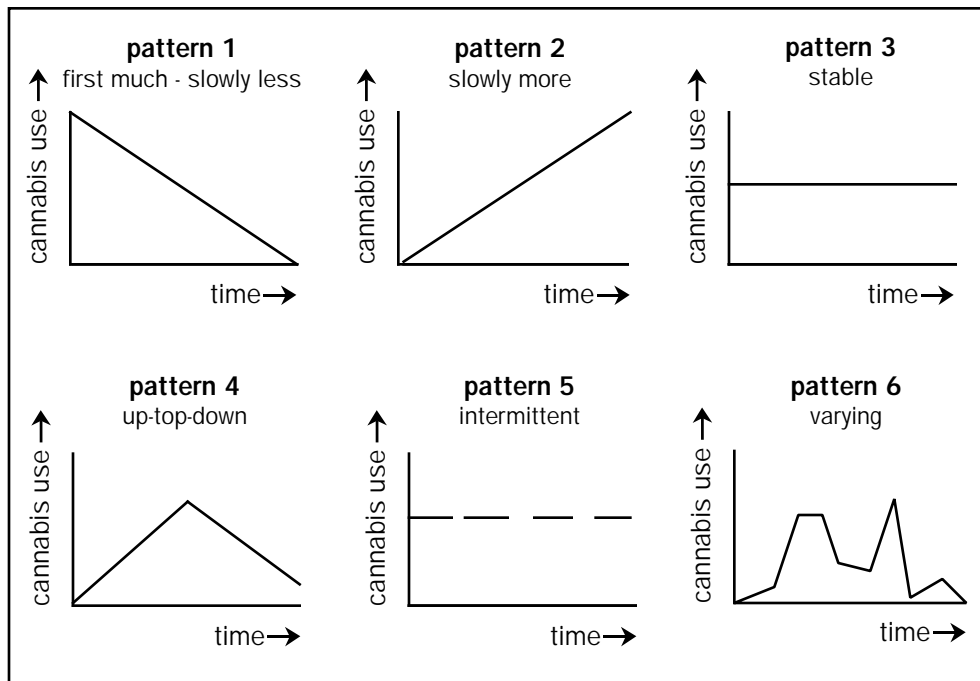 pattern 1
first much - slowly less
cannabis use
time
pattern 2
slowly more
cannabis use
time
pattern 3
stable
cannabis use
time
pattern 4
up-top-down
cannabis use
time
pattern 5
intermittent
cannabis use
time
pattern 6
varying
cannabis use
time